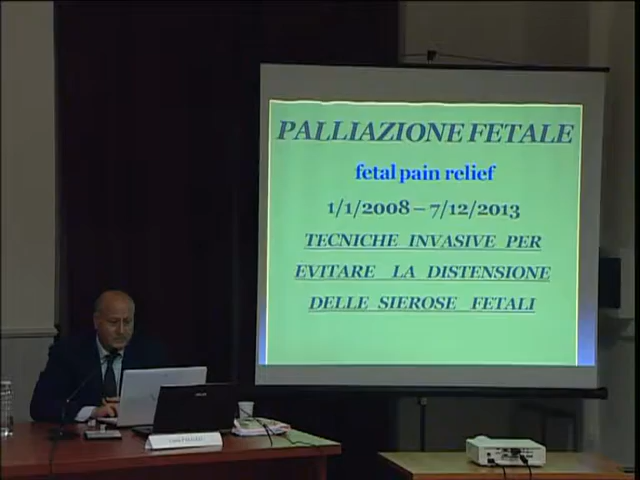 PALLIAZIONE FETALE
fetal pain relief
1/1/2008 – 7/12/2013
TECNICHE INVASIVE PER
EVITARE LA DISTENSIONE
DELLE SIEROSE FETALI